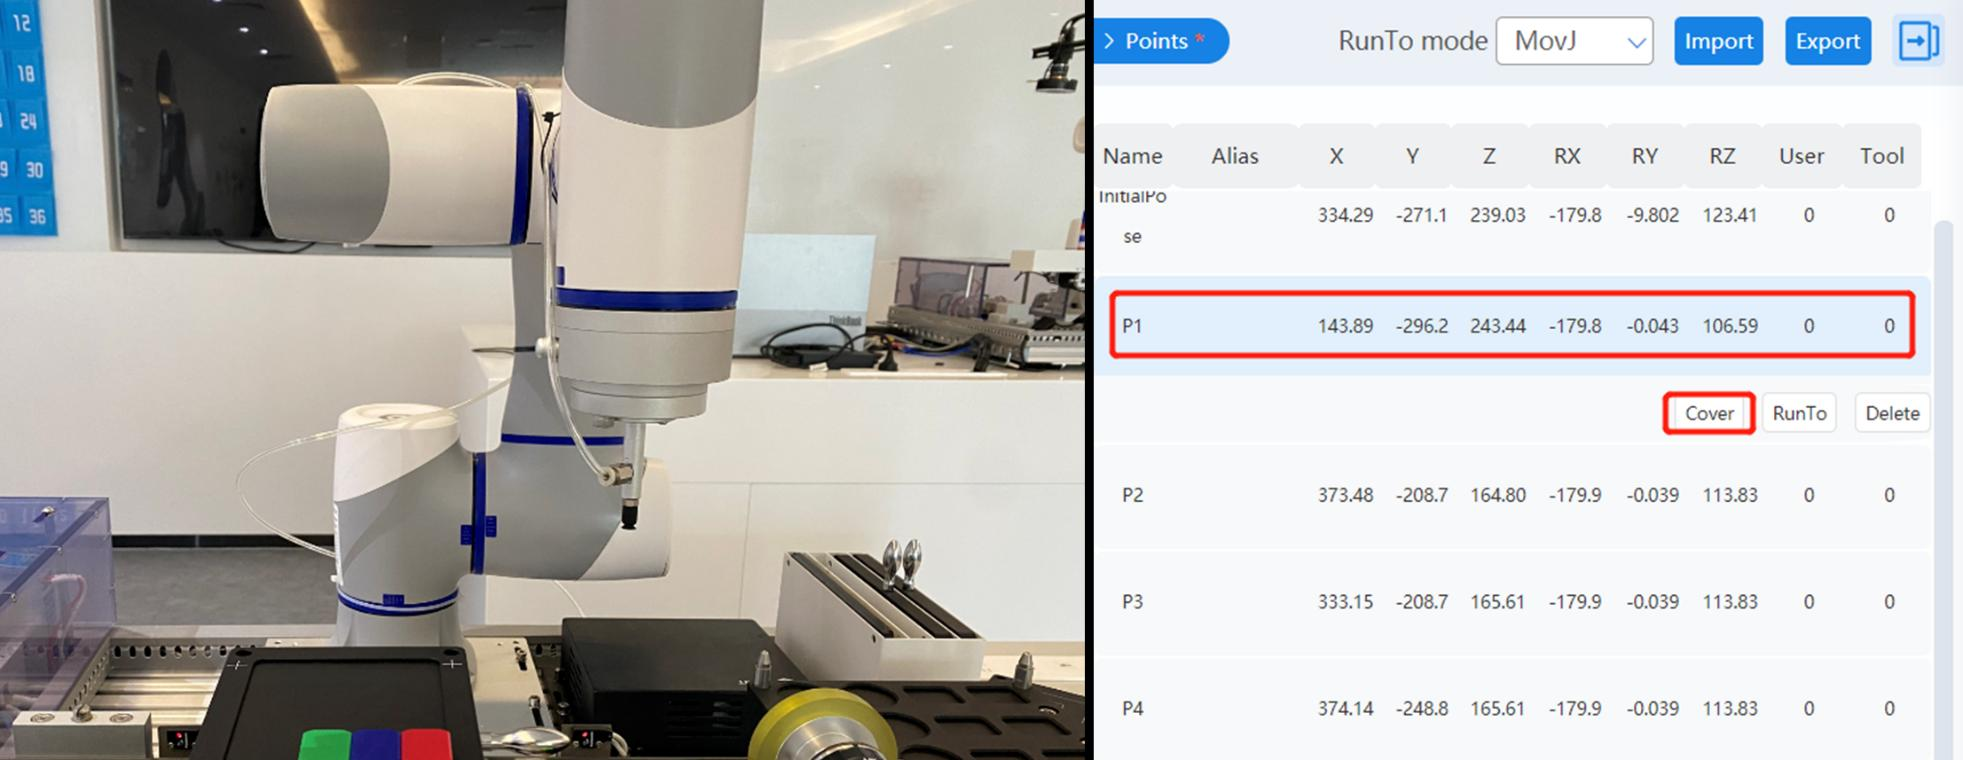 12
18
24
9 30
35 36
ThinkBook
> Points *
RunTo mode MovJ Import Export
Name Alias X Y Z RX RY RZ User Tool
InitialPo
se 334.29 -271.1 239.03 -179.8 -9.802 123.41 0 0
P1 143.89 -296.2 243.44 -179.8 -0.043 106.59 0 0
Cover RunTo Delete
P2 373.48 -208.7 164.80 -179.9 -0.039 113.83 0 0
P3 333.15 -208.7 165.61 -179.9 -0.039 113.83 0 0
P4 374.14 -248.8 165.61 -179.9 -0.039 113.83 0 0